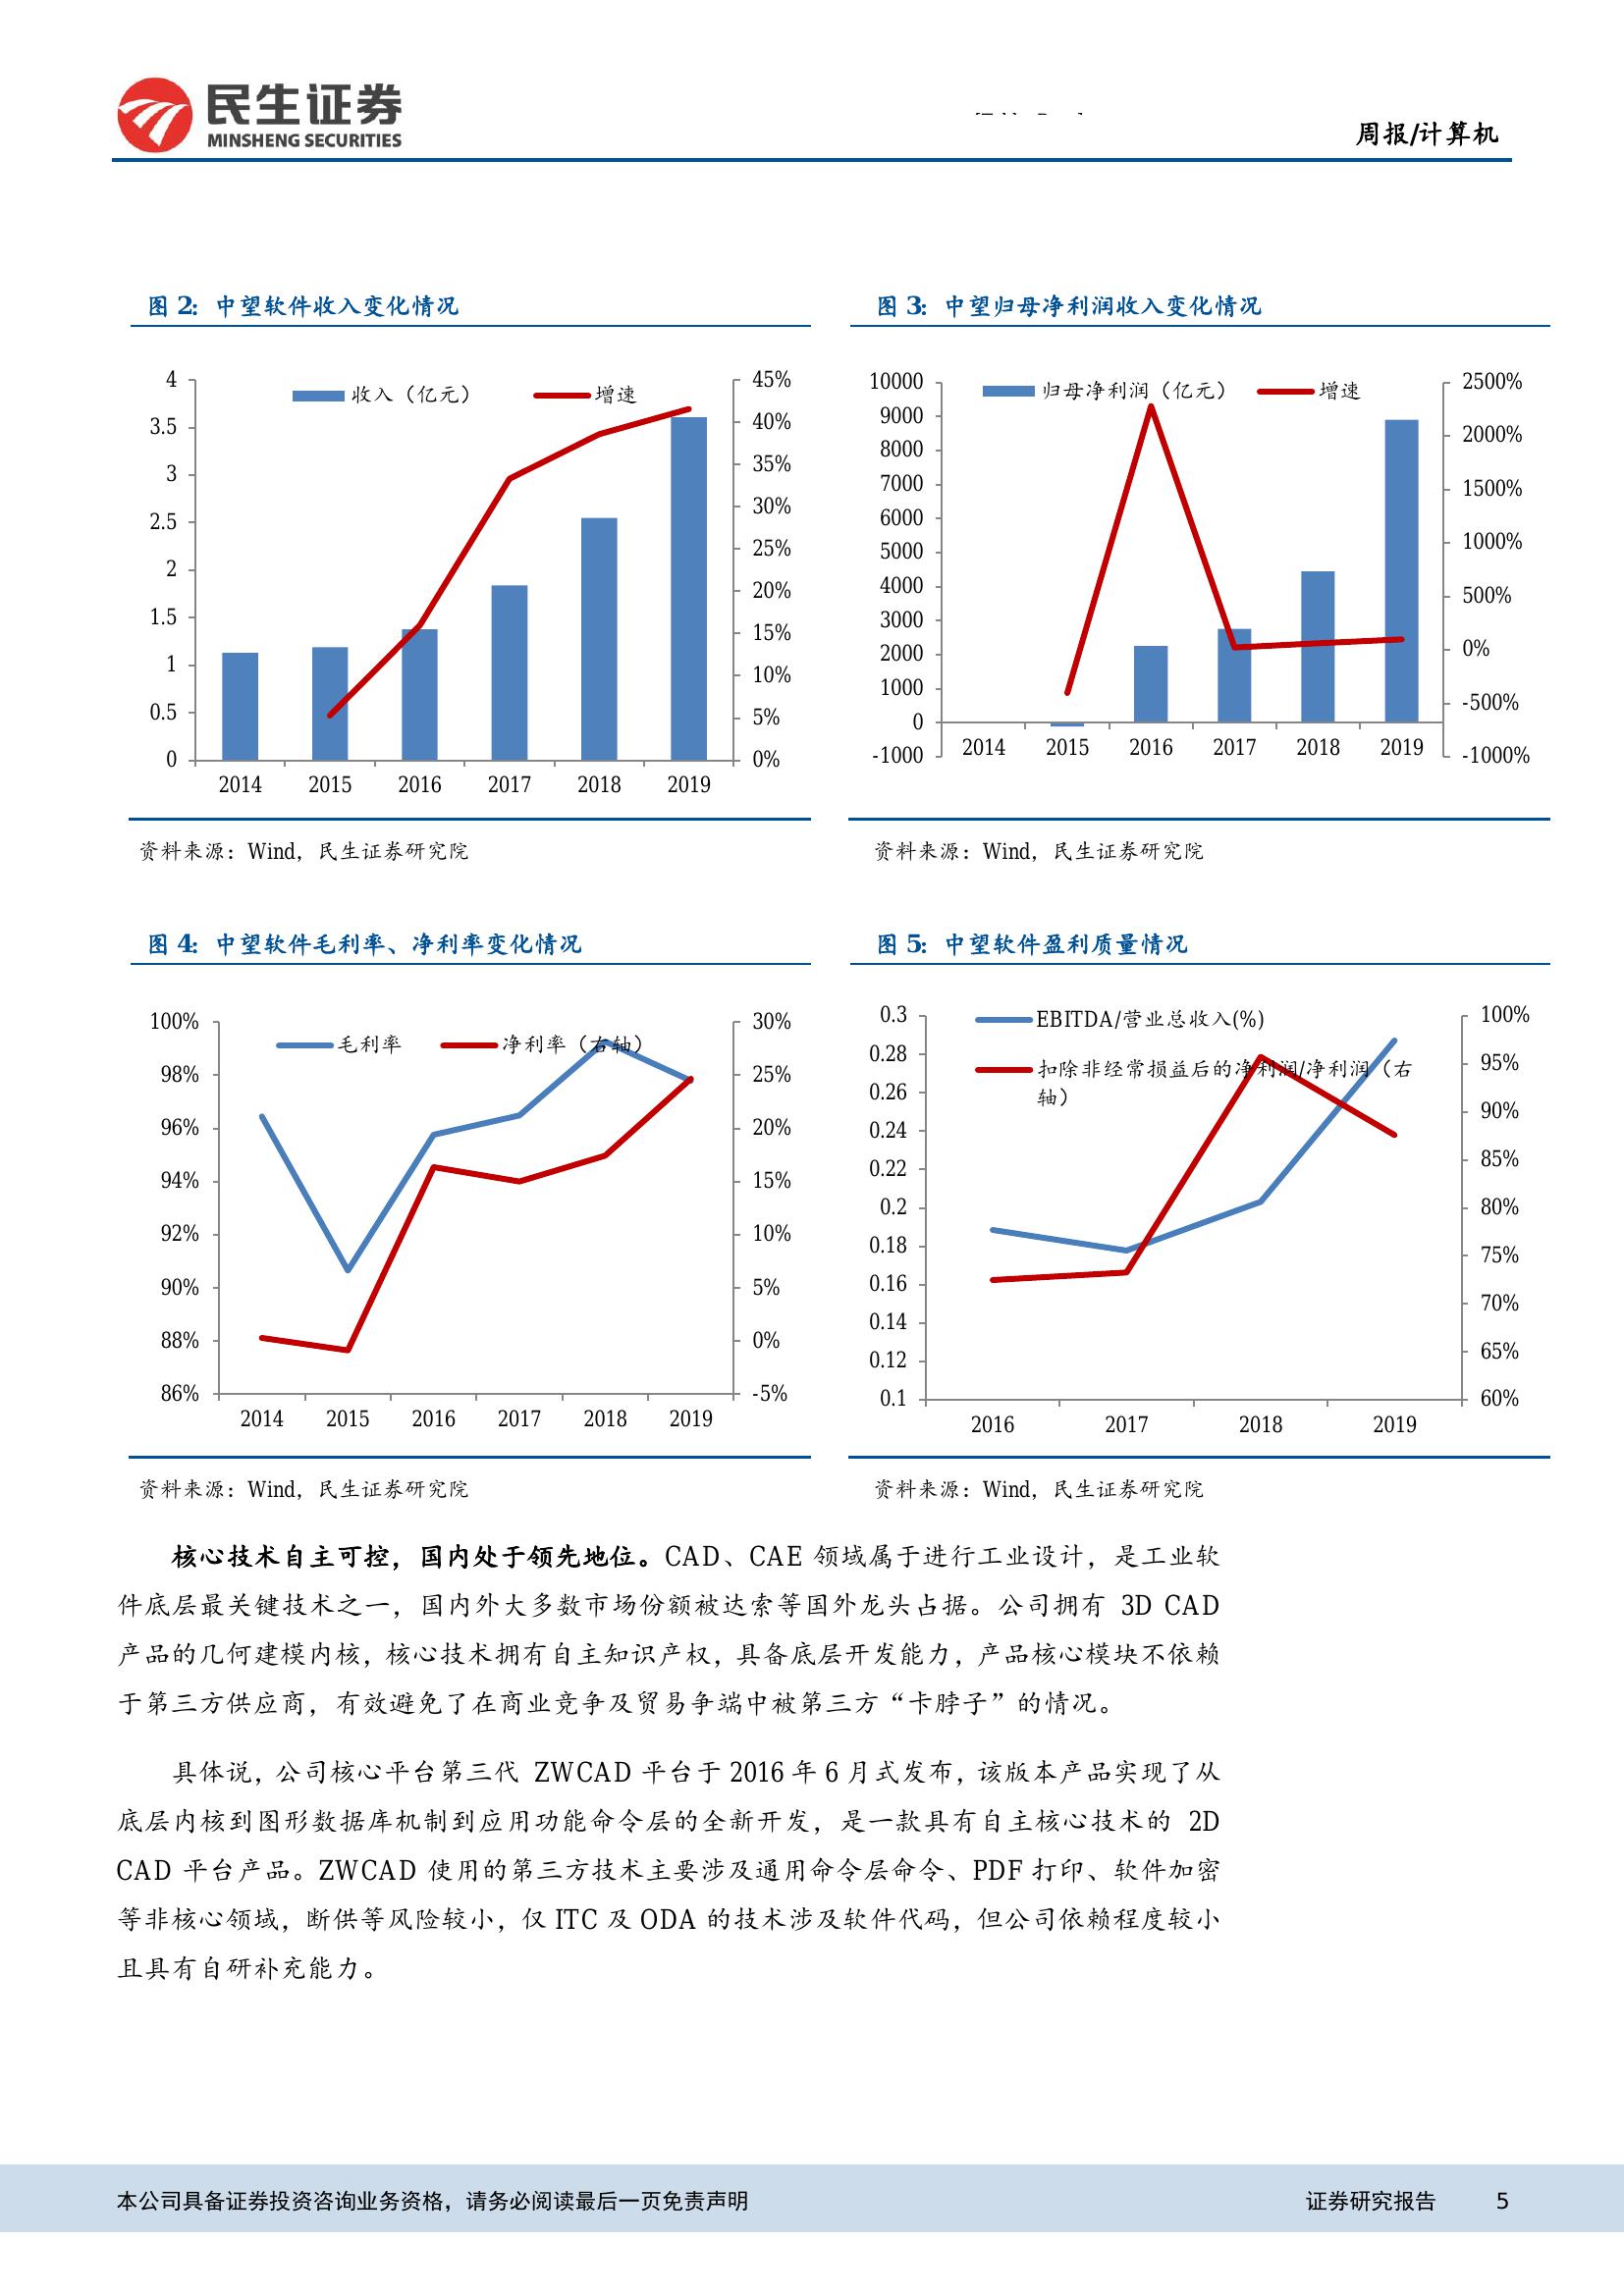 民生证券
MINSHENG SECURITIES
周报/计算机
图 2：中望软件收入变化情况
收入（亿元）
增速
4
3.5
3
2.5
2
1.5
1
0.5
0
45%
40%
35%
30%
25%
20%
15%
10%
5%
0%
2014 2015 2016 2017 2018 2019
资料来源：Wind，民生证券研究院
图 3：中望归母净利润收入变化情况
归母净利润（亿元）
增速
10000
9000
8000
7000
6000
5000
4000
3000
2000
1000
0
-1000
2500%
2000%
1500%
1000%
500%
0%
-500%
-1000%
2014 2015 2016 2017 2018 2019
资料来源：Wind，民生证券研究院
图 4：中望软件毛利率、净利率变化情况
毛利率
净利率（右轴）
100%
98%
96%
94%
92%
90%
88%
86%
30%
25%
20%
15%
10%
5%
0%
-5%
2014 2015 2016 2017 2018 2019
资料来源：Wind，民生证券研究院
图 5：中望软件盈利质量情况
EBITDA/营业总收入(%)
扣除非经常损益后的净利润/净利润（右
轴）
0.3
0.28
0.26
0.24
0.22
0.2
0.18
0.16
0.14
0.12
0.1
100%
95%
90%
85%
80%
75%
70%
65%
60%
2016 2017 2018 2019
资料来源：Wind，民生证券研究院
核心技术自主可控，国内处于领先地位。CAD、CAE 领域属于进行工业设计，是工业软
件底层最关键技术之一，国内外大多数市场份额被达索等国外龙头占据。公司拥有 3D CAD
产品的几何建模内核，核心技术拥有自主知识产权，具备底层开发能力，产品核心模块不依赖
于第三方供应商，有效避免了在商业竞争及贸易争端中被第三方“卡脖子”的情况。
具体说，公司核心平台第三代 ZWCAD 平台于 2016 年 6 月式发布，该版本产品实现了从
底层内核到图形数据库机制到应用功能命令层的全新开发，是一款具有自主核心技术的 2D
CAD 平台产品。ZWCAD 使用的第三方技术主要涉及通用命令层命令、PDF 打印、软件加密
等非核心领域，断供等风险较小，仅 ITC 及 ODA 的技术涉及软件代码，但公司依赖程度较小
且具有自研补充能力。
本公司具备证券投资咨询业务资格，请务必阅读最后一页免责声明
证券研究报告 5